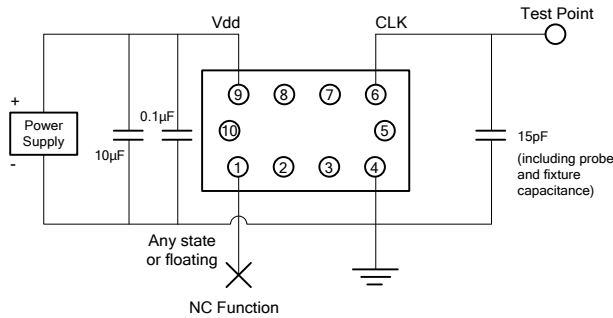 Vdd
CLK
Test Point
+
Power
Supply
-
10µF
0.1µF
9
8
7
6
10
5
1
2
3
4
15pF
(including probe
and fixture
capacitance)
Any state
or floating
NC Function